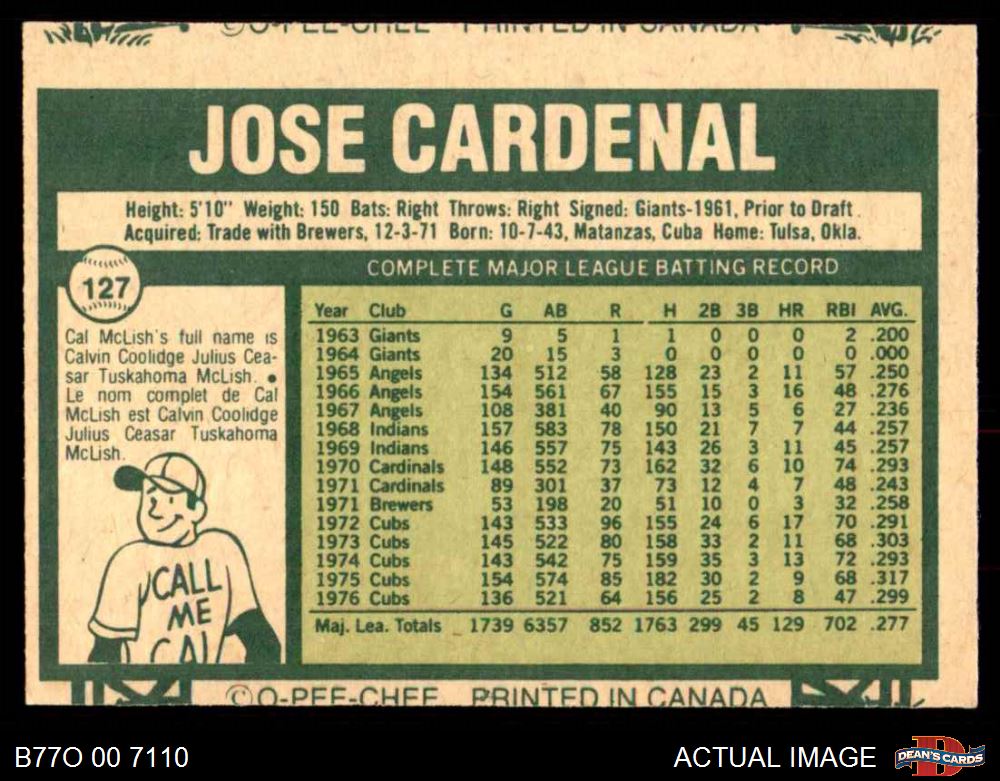 ©O-PEE-CHEE PRINTED IN CANADA
JOSE CARDENAL
Height: 5'10" Weight: 150 Bats: Right Throws: Right Signed: Giants-1961, Prior to Draft.
Acquired: Trade with Brewers, 12-3-71 Born: 10-7-43, Matanzas, Cuba Home: Tulsa, Okla.
127
COMPLETE MAJOR LEAGUE BATTING RECORD
Cal McLish's full name is
Calvin Coolidge Julius Cea-
sar Tuskahoma McLish. •
Le nom complet de Cal
McLish est Calvin Coolidge
Julius Ceasar Tuskahoma
McLish.
CALL
ME
CAL
Year Club G AB R H 2B 3B HR RBI AVG.
1963 Giants 9 5 1 1 0 0 0 2 .200
1964 Giants 20 15 3 0 0 0 0 0 .000
1965 Angels 134 512 58 128 23 2 11 57 .250
1966 Angels 154 561 67 155 15 3 16 48 .276
1967 Angels 108 381 40 90 13 5 6 27 .236
1968 Indians 157 583 78 150 21 7 7 44 .257
1969 Indians 146 557 75 143 26 3 11 45 .257
1970 Cardinals 148 552 73 162 32 6 10 74 .293
1971 Cardinals 89 301 37 73 12 4 7 48 .243
1971 Brewers 53 198 20 51 10 0 3 32 .258
1972 Cubs 143 533 96 155 24 6 17 70 .291
1973 Cubs 145 522 80 158 33 2 11 68 .303
1974 Cubs 143 542 75 159 35 3 13 72 .293
1975 Cubs 154 574 85 182 30 2 9 68 .317
1976 Cubs 136 521 64 156 25 2 8 47 .299
Maj. Lea. Totals 1739 6357 852 1763 299 45 129 702 .277
©O-PEE-CHEE PRINTED IN CANADA
B77O 00 7110
ACTUAL IMAGE
D
DEAN'S CARDS